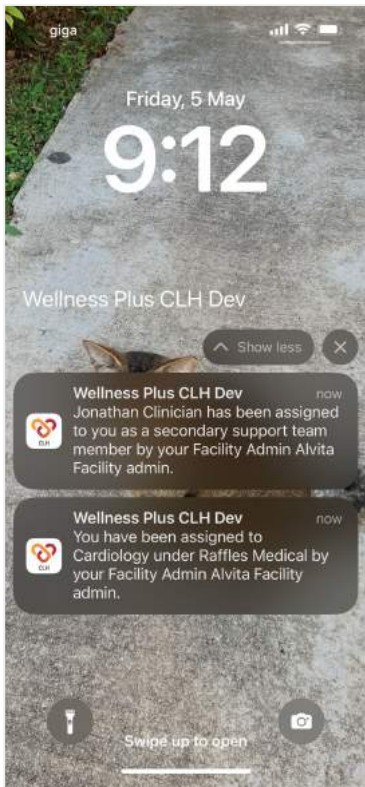 giga
Friday, 5 May
9:12
Wellness Plus CLH Dev
Show less
Wellness Plus CLH Dev
now
Jonathan Clinician has been assigned
to you as a secondary support team
member by your Facility Admin Alvita
Facility admin.
CLH
Wellness Plus CLH Dev
now
You have been assigned to
Cardiology under Raffles Medical by
your Facility Admin Alvita Facility
admin.
CLH
Swipe up to open